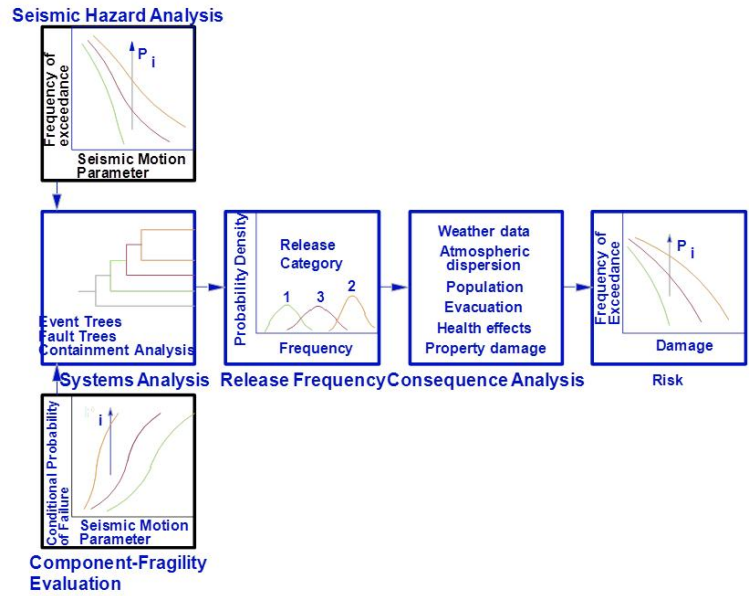 Seismic Hazard Analysis
Frequency of
exceedance
P i
Seismic Motion
Parameter
Event Trees
Fault Trees
Containment Analysis
Systems Analysis
Probability Density
Release
Category
1
3
2
Frequency
Release Frequency
Weather data
Atmospheric
dispersion
Population
Evacuation
Health effects
Property damage
Consequence Analysis
Frequency of
Exceedance
P i
Damage
Risk
Conditional Probability
of Failure
i
Seismic Motion
Parameter
Component-Fragility
Evaluation